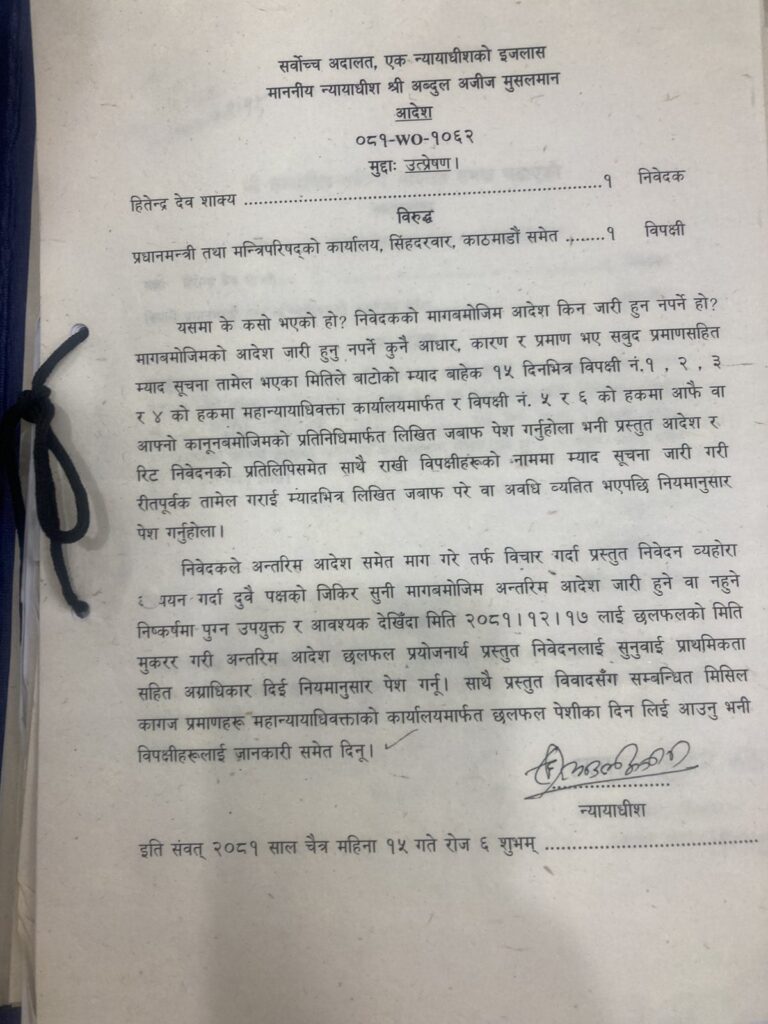 सर्वोच्च अदालत, एक न्यायाधीशको इजलास
माननीय न्यायाधीश श्री अब्दुल अजीज मुसलमान
आदेश
०८१-WO-१०६२
मुद्दाः उत्प्रेषण।
हितेन्द्र देव शाक्य ........................................................१ निवेदक
विरुद्ध
प्रधानमन्त्री तथा मन्त्रिपरिषद्को कार्यालय, सिंहदरवार, काठमाडौं समेत ........१ विपक्षी
यसमा के कसो भएको हो? निवेदकको मागबमोजिम आदेश किन जारी हुन नपर्ने हो?
मागबमोजिमको आदेश जारी हुनु नपर्ने कुनै आधार, कारण र प्रमाण भए सबुद प्रमाणसहित
म्याद सूचना तामेल भएका मितिले बाटोको म्याद बाहेक १५ दिनभित्र विपक्षी नं.१ , २ , ३
र ४ को हकमा महान्यायाधिवक्ता कार्यालयमार्फत र विपक्षी नं. ५ र ६ को हकमा आफै वा
आफ्नो कानूनबमोजिमको प्रतिनिधिमार्फत लिखित जबाफ पेश गर्नुहोला भनी प्रस्तुत आदेश र
रिट निवेदनको प्रतिलिपिसमेत साथै राखी विपक्षीहरूको नाममा म्याद सूचना जारी गरी
रीतपूर्वक तामेल गराई म्यादभित्र लिखित जवाफ परे वा अवधि व्यतित भएपछि नियमानुसार
पेश गर्नुहोला।
निवेदकले अन्तरिम आदेश समेत माग गरे तर्फ विचार गर्दा प्रस्तुत निवेदन व्यहोरा
गर्दा दुवै पक्षको जिकिर सुनी मागबमोजिम अन्तरिम आदेश जारी हुने वा नहुने
निष्कर्षमा पुग्न उपयुक्त र आवश्यक देखिँदा मिति २०८१।१२।१७ लाई छलफलको मिति
मुकरर गरी अन्तरिम आदेश छलफल प्रयोजनार्थ प्रस्तुत निवेदनलाई सुनुवाई प्राथमिकता
सहित अग्राधिकार दिई नियमानुसार पेश गर्नू। साथै प्रस्तुत विवादसँग सम्बन्धित मिसिल
कागज प्रमाणहरू महान्यायाधिवक्ताको कार्यालयमार्फत छलफल पेशीका दिन लिई आउनु भनी
विपक्षीहरूलाई जानकारी समेत दिनू।
न्यायाधीश
इति संवत् २०८१ साल चैत्र महिना १५ गते रोज ६ शुभम् ........................................